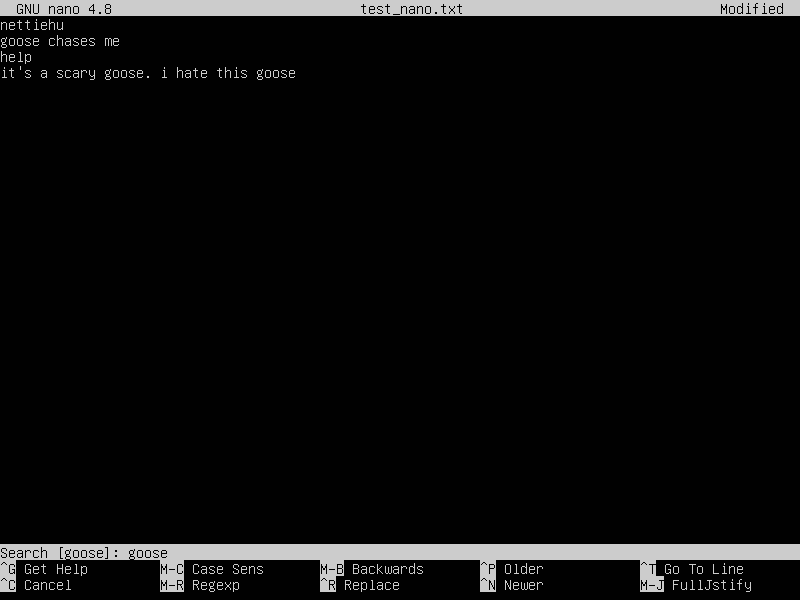 GNU nano 4.8 test_nano.txt Modified
nettiehu
goose chases me
help
it's a scary goose. i hate this goose
Search [goose]: goose
^G Get Help M-C Case Sens M-B Backwards ^P Older ^T Go To Line
^C Cancel M-R Regexp ^R Replace ^N Newer M-J FullJstify